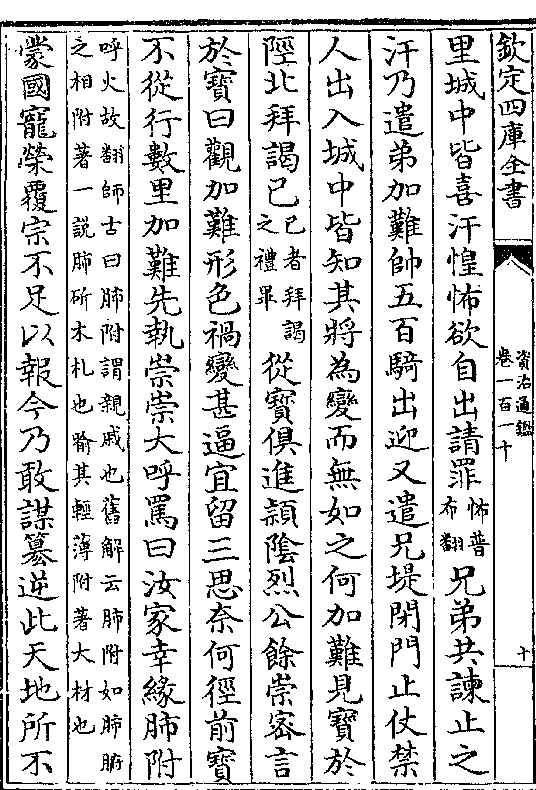 欽定四庫全書
資治通鑑
卷一百一十
十
里城中皆喜汗惶怖欲自出請罪怖普
布翻兄弟共諫止之
汗乃遣弟加難帥五百騎出迎又遣兄堤閉門止仗禁
人出入城中皆知其將為變而無如之何加難見寶於
陘北拜謁已已者拜謁
之禮畢從寶俱進潁陰烈公餘崇密言
於寶曰觀加難形色禍變甚逼宜留三思奈何徑前寶
不從行數里加難先執崇崇大呼罵曰汝家幸緣肺附
呼火故翻師古曰肺附謂親戚也舊解云肺附如肺腑
之相附著一說肺斫木札也喻其輕薄附著大材也
蒙國寵榮覆宗不足以報今乃敢謀篡逆此天地所不